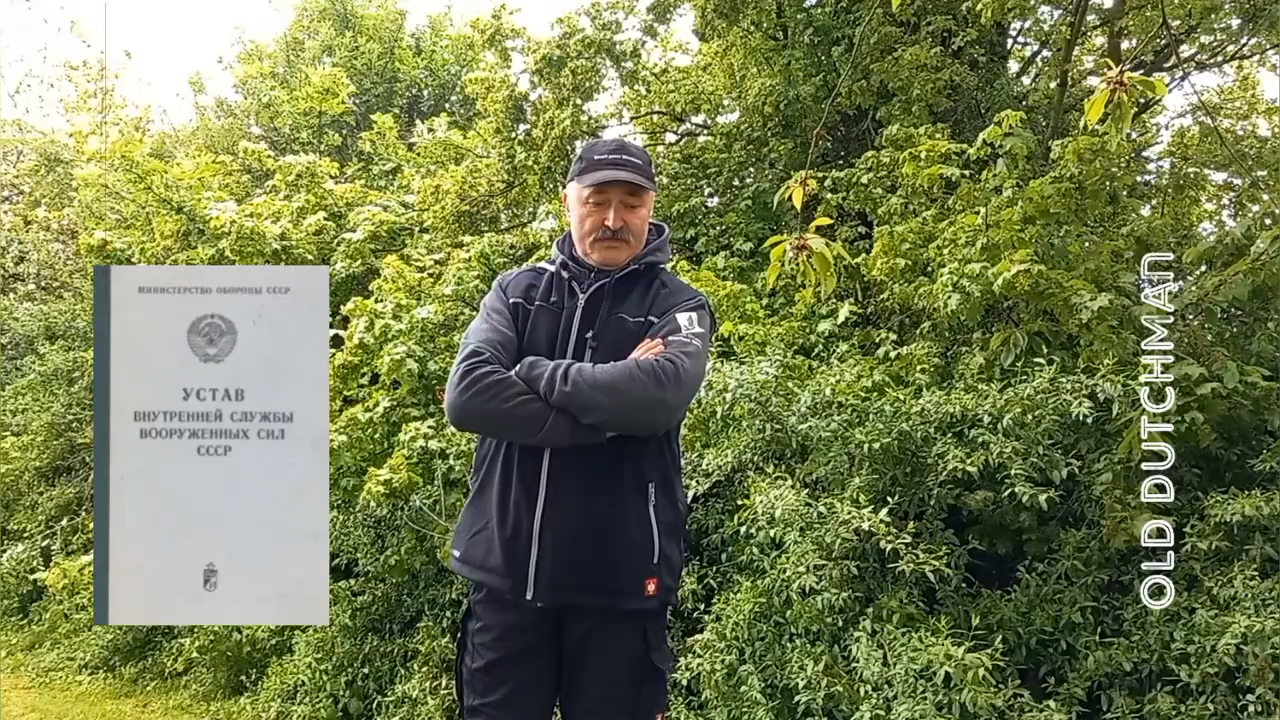 МИНИСТЕРСТВО ОБОРОНЫ СССР
УСТАВ
ВНУТРЕННЕЙ СЛУЖБЫ
ВООРУЖЕННЫХ СИЛ
СССР
OLD DUTCHMAN